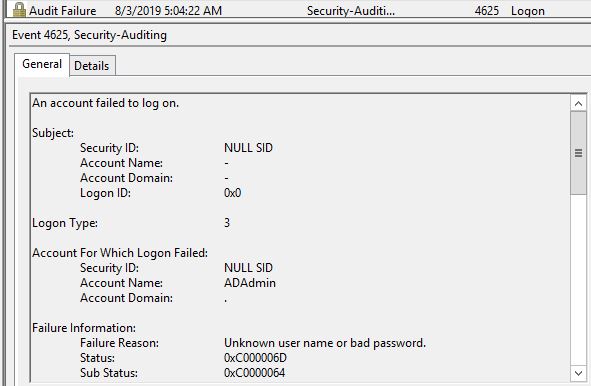 Audit Failure 8/3/2019 5:04:22 AM Security-Auditi... 4625 Logon
Event 4625, Security-Auditing
General Details
An account failed to log on.
Subject:
Security ID: NULL SID
Account Name: -
Account Domain: -
Logon ID: 0x0
Logon Type: 3
Account For Which Logon Failed:
Security ID: NULL SID
Account Name: ADAdmin
Account Domain: .
Failure Information:
Failure Reason: Unknown user name or bad password.
Status: 0xC000006D
Sub Status: 0xC0000064